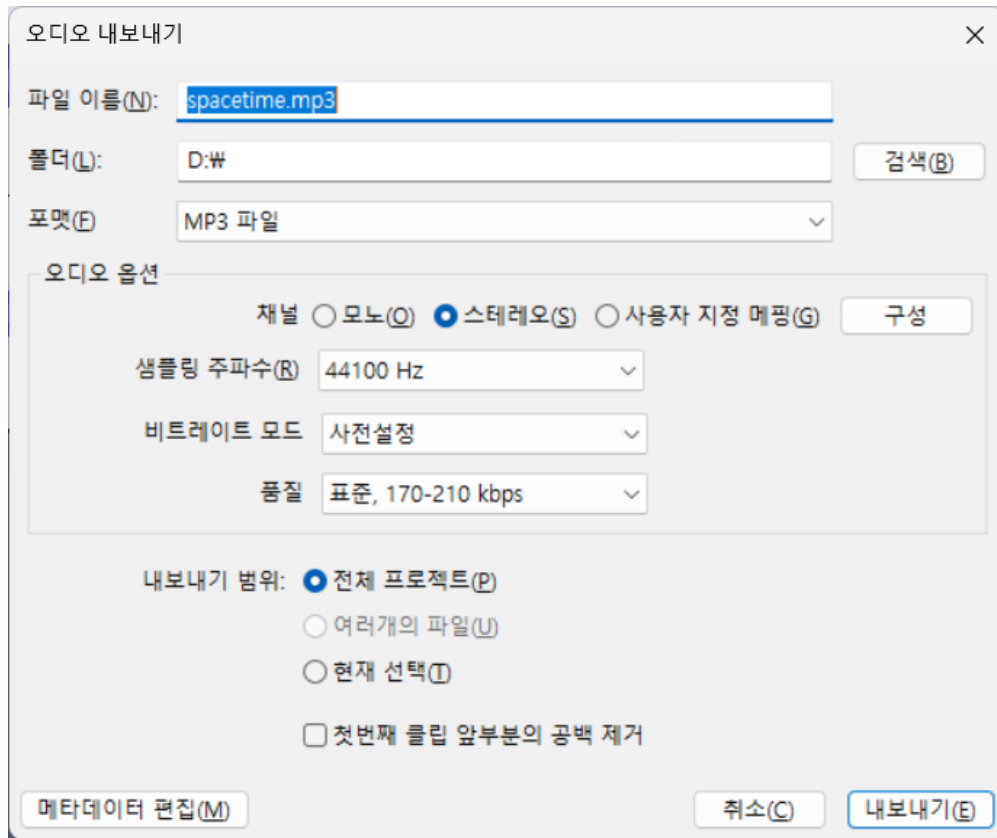 오디오 내보내기
파일 이름(N): spacetime.mp3
폴더(L): D:₩ 검색(B)
포맷(F) MP3 파일
오디오 옵션
채널 모노(O) 스테레오(S) 사용자 지정 메핑(G) 구성
샘플링 주파수(R) 44100 Hz
비트레이트 모드 사전설정
품질 표준, 170-210 kbps
내보내기 범위: 전체 프로젝트(P)
여러개의 파일(U)
현재 선택(T)
첫번째 클립 앞부분의 공백 제거
메타데이터 편집(M) 취소(C) 내보내기(E)